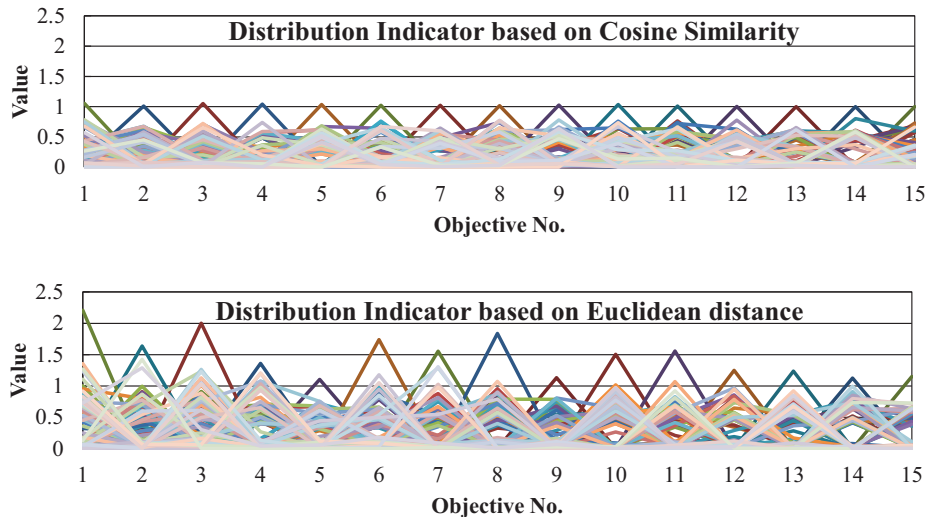 Distribution Indicator based on Cosine Similarity
2.5
2
1.5
1
0.5
0
Value
1 2 3 4 5 6 7 8 9 10 11 12 13 14 15
Objective No.
Distribution Indicator based on Euclidean distance
2.5
2
1.5
1
0.5
0
Value
1 2 3 4 5 6 7 8 9 10 11 12 13 14 15
Objective No.